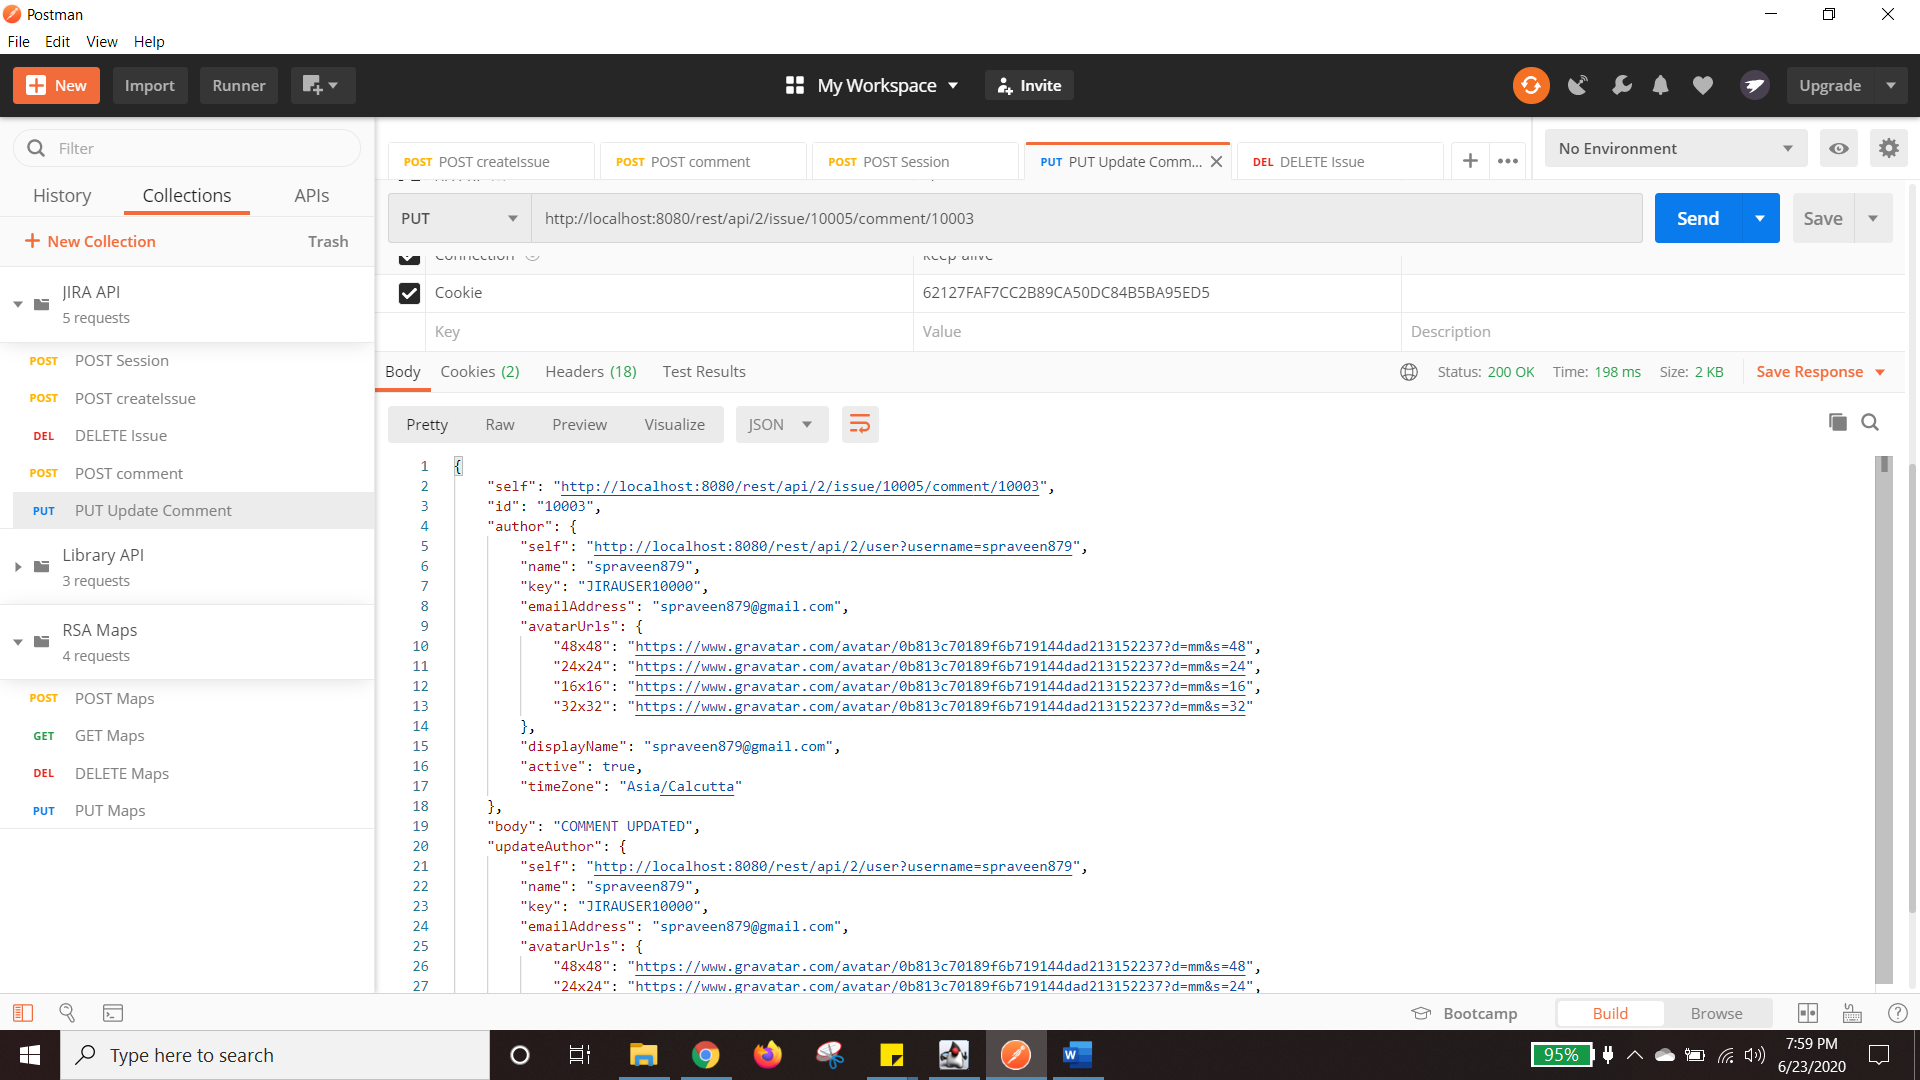 Postman
File Edit View Help
New Import Runner My Workspace Invite Upgrade
Filter
History Collections APIs
New Collection Trash
JIRA API
5 requests
POST POST Session
POST POST createIssue
DEL DELETE Issue
POST POST comment
PUT PUT Update Comment
Library API
3 requests
RSA Maps
4 requests
POST POST Maps
GET GET Maps
DEL DELETE Maps
PUT PUT Maps
POST POST createIssue POST POST comment POST POST Session PUT PUT Update Comm... DEL DELETE Issue
No Environment
PUT http://localhost:8080/rest/api/2/issue/10005/comment/10003 Send Save
Connection keep-alive
Cookie 62127FAF7CC2B89CA50DC84B5BA95ED5
Key Value Description
Body Cookies (2) Headers (18) Test Results Status: 200 OK Time: 198 ms Size: 2 KB Save Response
Pretty Raw Preview Visualize JSON
1 {
2 "self": "http://localhost:8080/rest/api/2/issue/10005/comment/10003",
3 "id": "10003",
4 "author": {
5 "self": "http://localhost:8080/rest/api/2/user?username=spraveen879",
6 "name": "spraveen879",
7 "key": "JIRAUSER10000",
8 "emailAddress": "spraveen879@gmail.com",
9 "avatarUrls": {
10 "48x48": "https://www.gravatar.com/avatar/0b813c70189f6b719144dad213152237?d=mm&s=48",
11 "24x24": "https://www.gravatar.com/avatar/0b813c70189f6b719144dad213152237?d=mm&s=24",
12 "16x16": "https://www.gravatar.com/avatar/0b813c70189f6b719144dad213152237?d=mm&s=16",
13 "32x32": "https://www.gravatar.com/avatar/0b813c70189f6b719144dad213152237?d=mm&s=32"
14 },
15 "displayName": "spraveen879@gmail.com",
16 "active": true,
17 "timeZone": "Asia/Calcutta"
18 },
19 "body": "COMMENT UPDATED",
20 "updateAuthor": {
21 "self": "http://localhost:8080/rest/api/2/user?username=spraveen879",
22 "name": "spraveen879",
23 "key": "JIRAUSER10000",
24 "emailAddress": "spraveen879@gmail.com",
25 "avatarUrls": {
26 "48x48": "https://www.gravatar.com/avatar/0b813c70189f6b719144dad213152237?d=mm&s=48",
27 "24x24": "https://www.gravatar.com/avatar/0b813c70189f6b719144dad213152237?d=mm&s=24",
Bootcamp Build Browse
Type here to search
95%
7:59 PM
6/23/2020